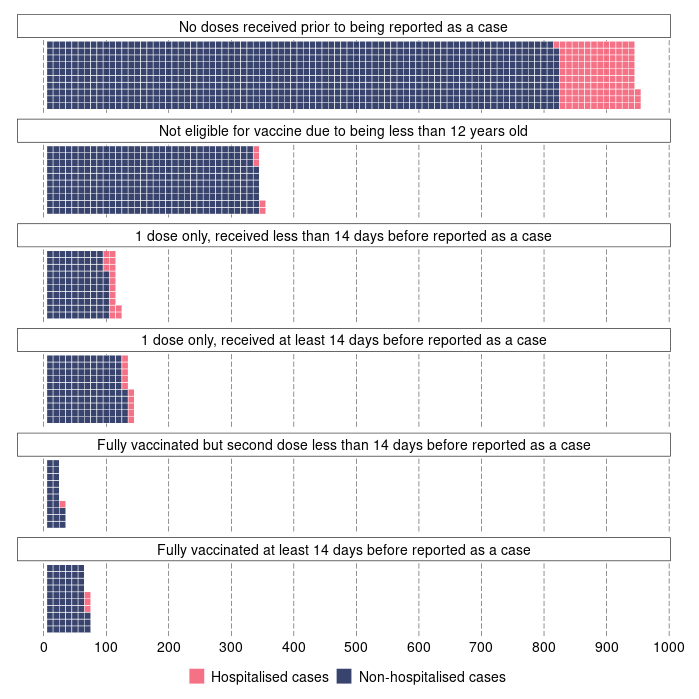 No doses received prior to being reported as a case
Not eligible for vaccine due to being less than 12 years old
1 dose only, received less than 14 days before reported as a case
1 dose only, received at least 14 days before reported as a case
Fully vaccinated but second dose less than 14 days before reported as a case
Fully vaccinated at least 14 days before reported as a case
0 100 200 300 400 500 600 700 800 900 1000
Hospitalised cases Non-hospitalised cases